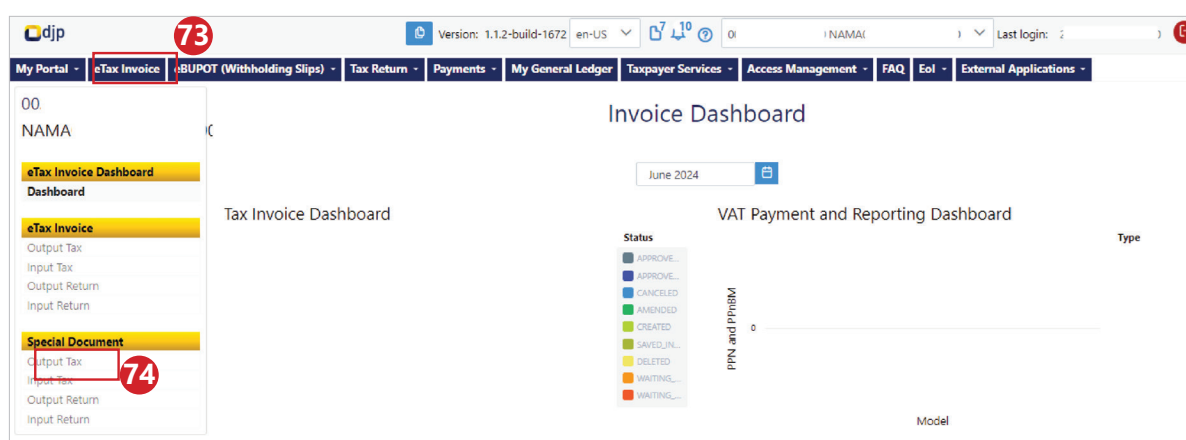 djp
73
Version: 1.1.2-build-1672 en-US 7 10 NAMA( Last login:
My Portal eTax Invoice eBUPOT (Withholding Slips) Tax Return Payments My General Ledger Taxpayer Services Access Management FAQ EoI External Applications
00
NAMA
Invoice Dashboard
eTax Invoice Dashboard
Dashboard
June 2024
Tax Invoice Dashboard
VAT Payment and Reporting Dashboard
eTax Invoice
Output Tax
Input Tax
Output Return
Input Return
Special Document
Output Tax
74
Input Tax
Output Return
Input Return
Status
APPROVE...
APPROVE...
CANCELED
AMENDED
CREATED
SAVED_IN...
DELETED
WAITING_...
WAITING_...
Type
PPN and PPnBM
0
Model